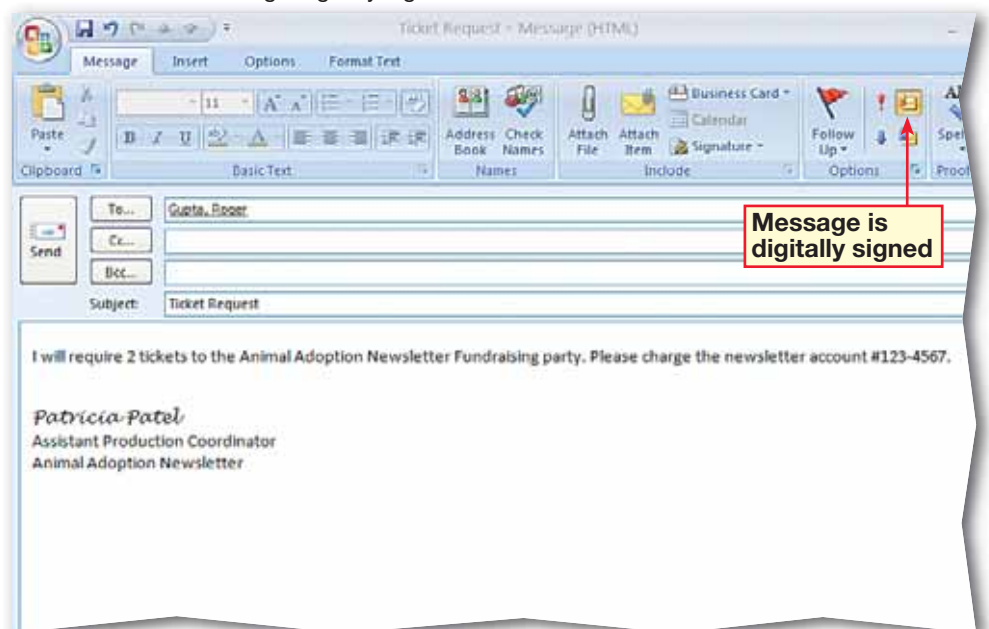 Ticket Request - Message (HTML)
Message Insert Options Format Text
Paste
11
B I U
Address Book
Check Names
Attach File
Attach Item
Business Card
Calendar
Signature
Follow Up
Clipboard
Basic Text
Names
Include
Options
To... Gupta, Roger
Send
Cc...
Bcc...
Subject: Ticket Request
Message is
digitally signed
I will require 2 tickets to the Animal Adoption Newsletter Fundraising party. Please charge the newsletter account #123-4567.
Patricia Patel
Assistant Production Coordinator
Animal Adoption Newsletter